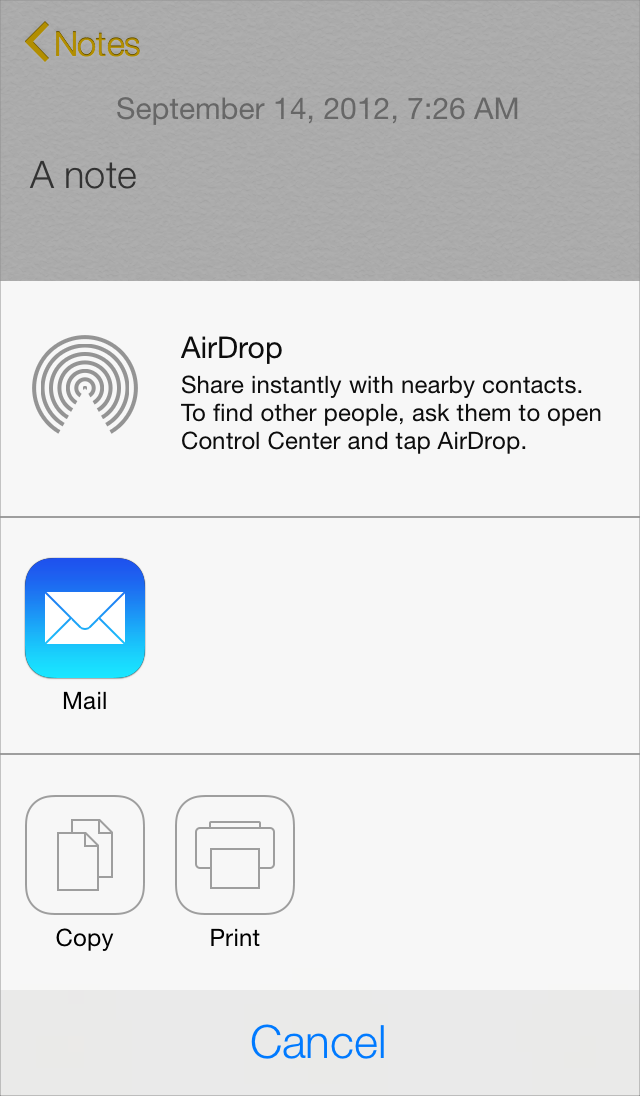 Notes
September 14, 2012, 7:26 AM
A note
AirDrop
Share instantly with nearby contacts.
To find other people, ask them to open
Control Center and tap AirDrop.
Mail
Copy Print
Cancel